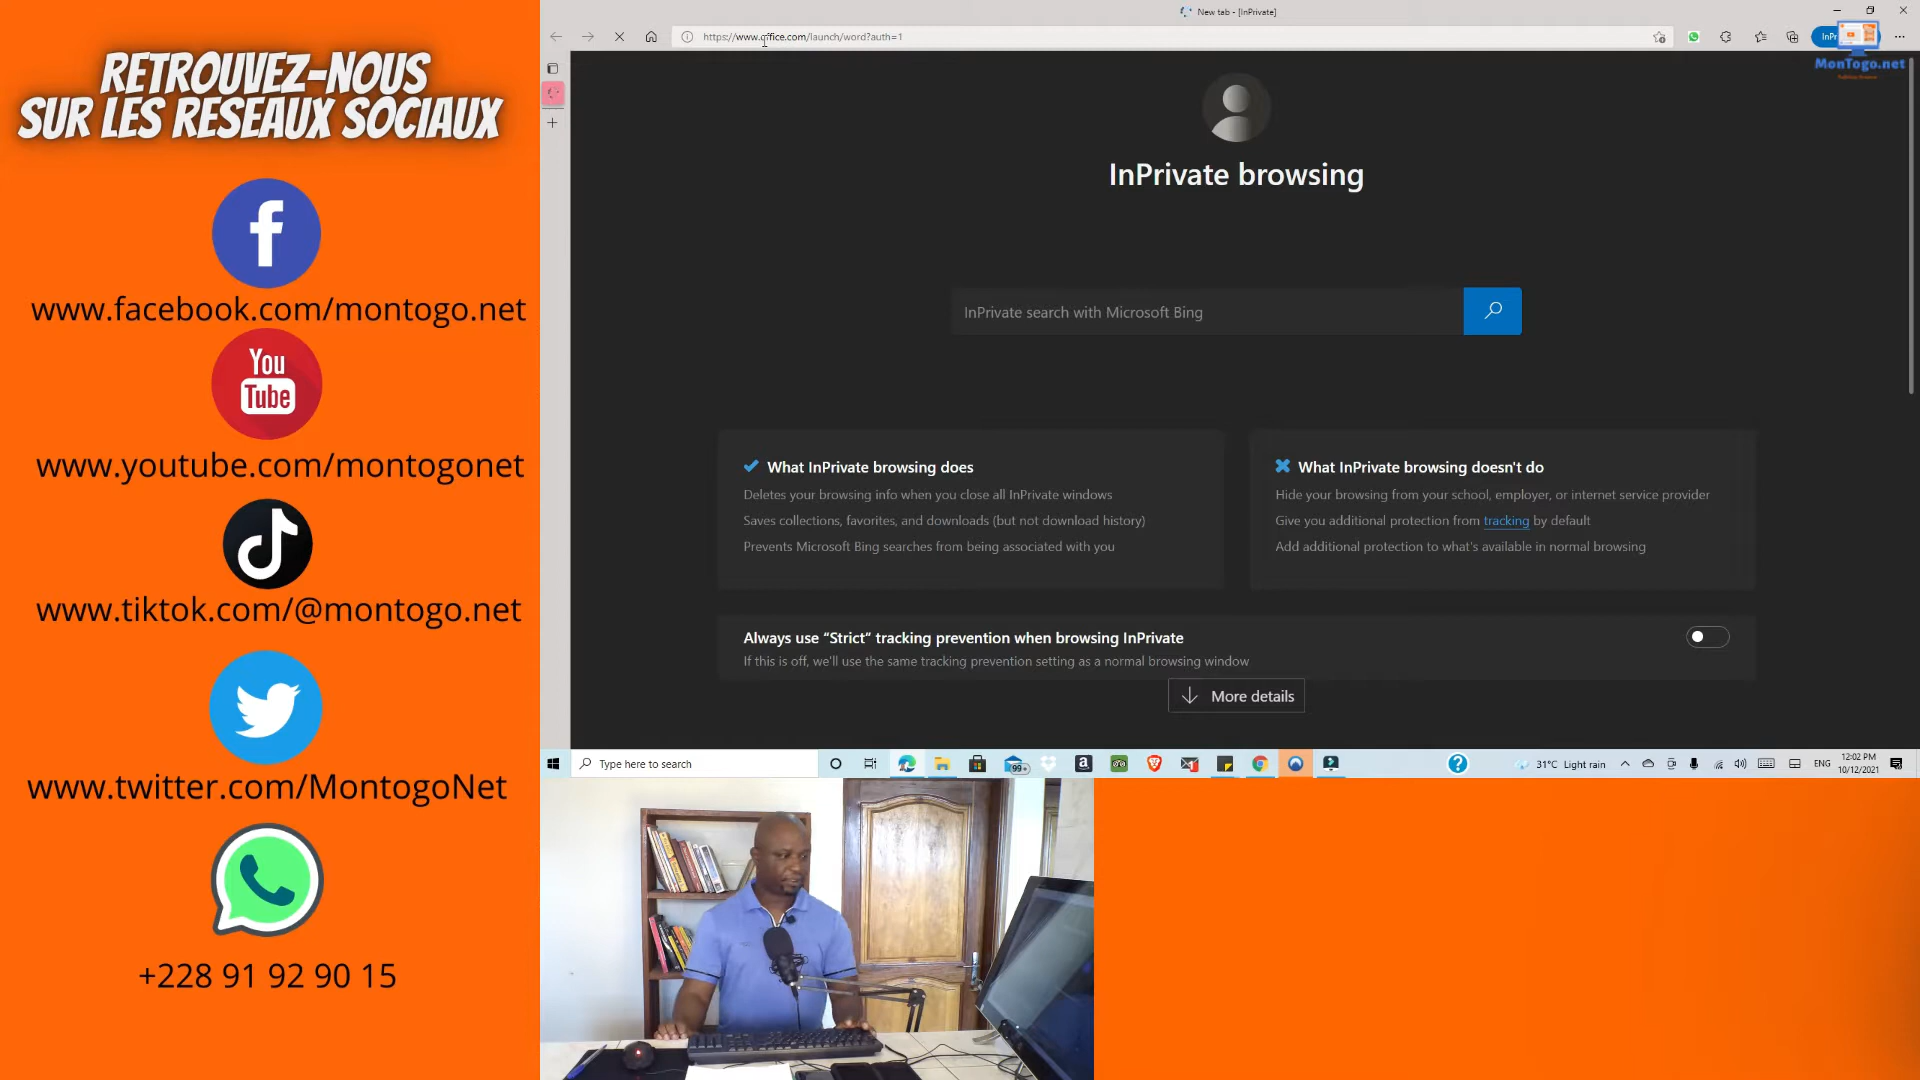 RETROUVEZ-NOUS
SUR LES RESEAUX SOCIAUX
www.facebook.com/montogo.net
You
Tube
www.youtube.com/montogonet
www.tiktok.com/@montogo.net
www.twitter.com/MontogoNet
+228 91 92 90 15
New tab - [InPrivate]
https://www.office.com/launch/word?auth=1
MonTogo.net
InPrivate browsing
InPrivate search with Microsoft Bing
What InPrivate browsing does
Deletes your browsing info when you close all InPrivate windows
Saves collections, favorites, and downloads (but not download history)
Prevents Microsoft Bing searches from being associated with you
What InPrivate browsing doesn't do
Hide your browsing from your school, employer, or internet service provider
Give you additional protection from tracking by default
Add additional protection to what's available in normal browsing
Always use “Strict” tracking prevention when browsing InPrivate
If this is off, we'll use the same tracking prevention setting as a normal browsing window
More details
Type here to search
99+
31°C Light rain
ENG
12:02 PM
10/12/2021